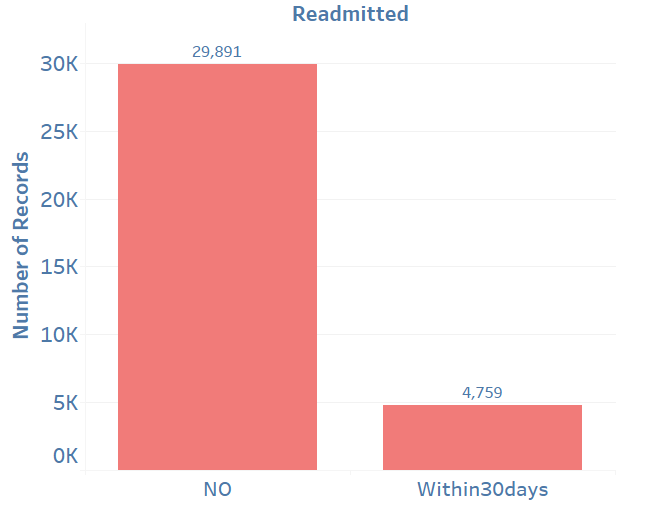 Readmitted
Number of Records
30K
25K
20K
15K
10K
5K
0K
29,891
4,759
NO
Within30days